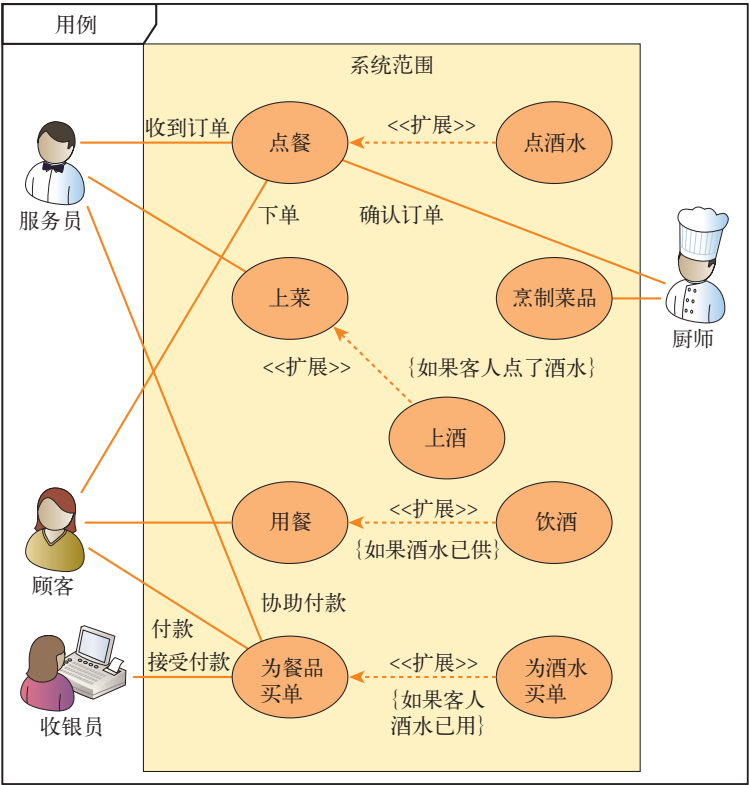 用例
系统范围
收到订单
点餐
<<扩展>>
点酒水
服务员
下单
确认订单
上菜
烹制菜品
厨师
<<扩展>>
{如果客人点了酒水}
上酒
用餐
<<扩展>>
饮酒
{如果酒水已供}
顾客
协助付款
付款
接受付款
为餐品
买单
<<扩展>>
为酒水
买单
{如果客人
酒水已用}
收银员